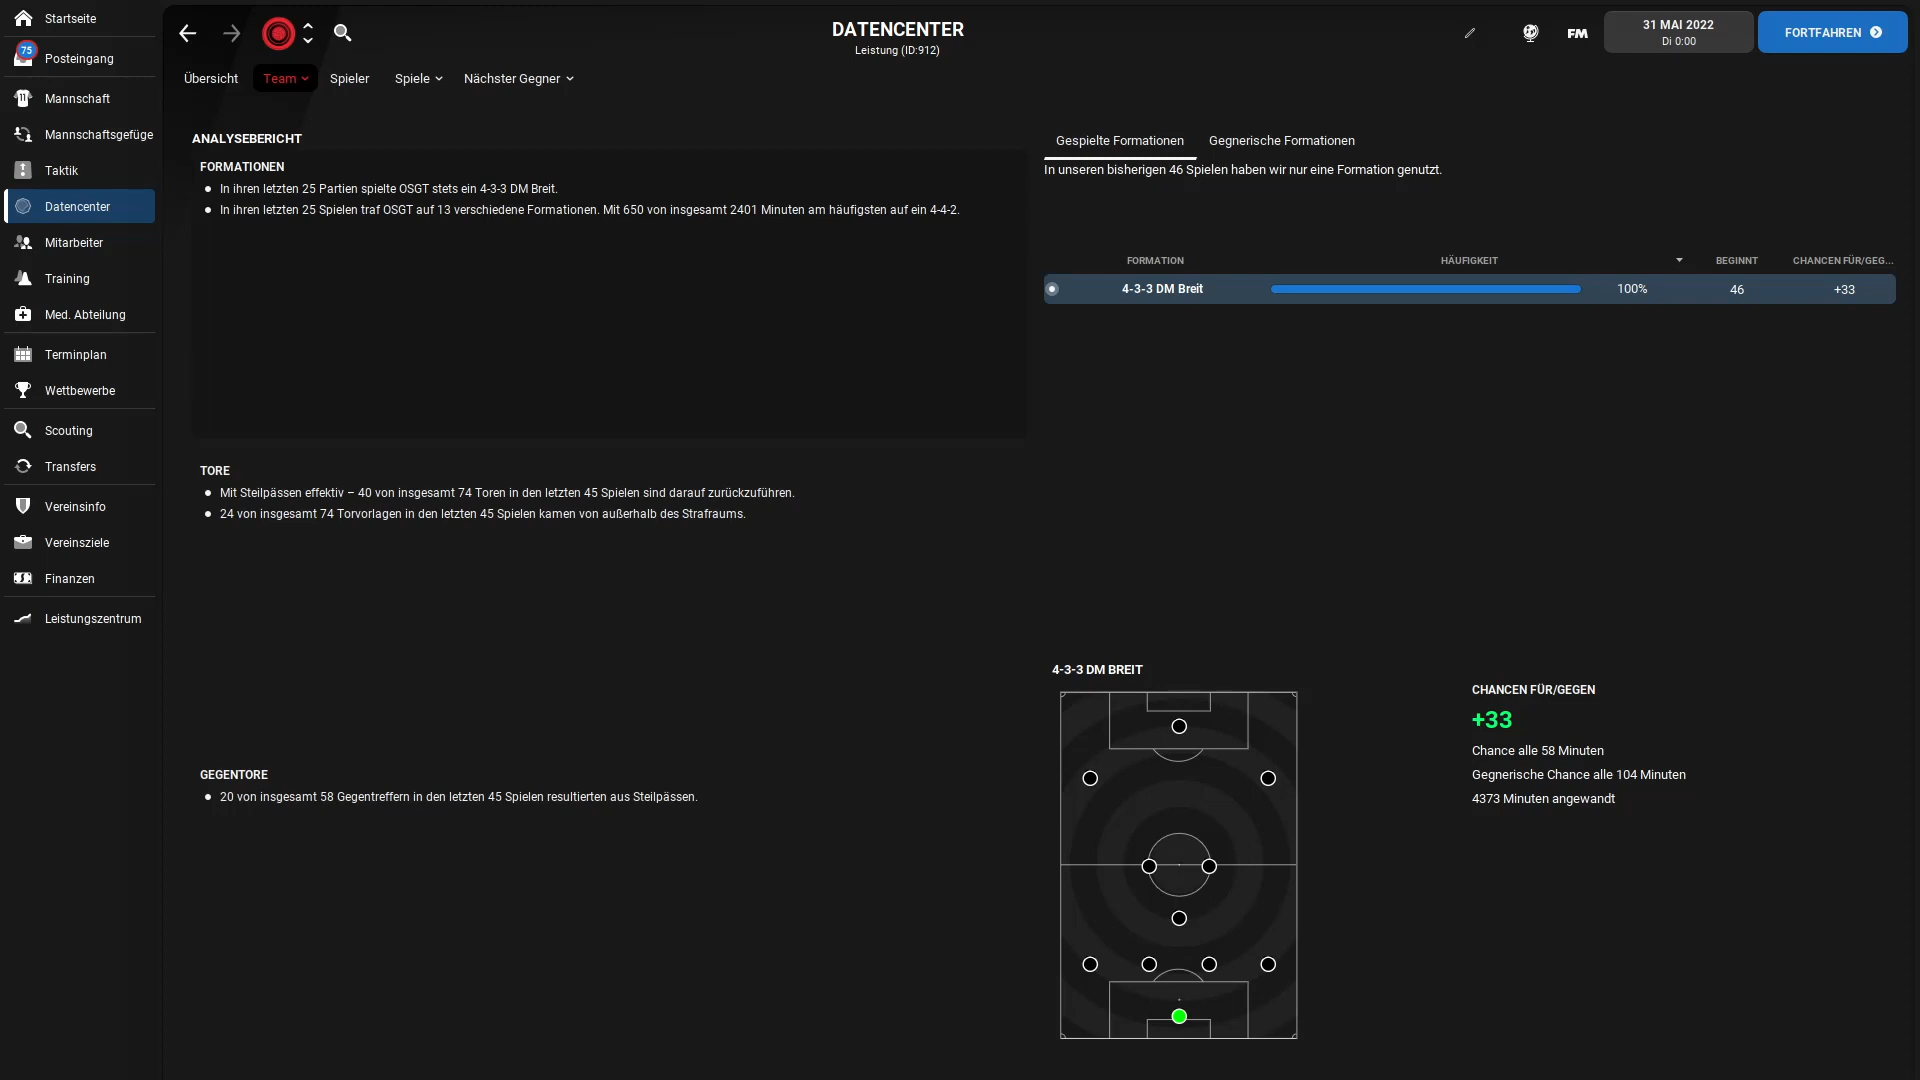 Startseite
75
Posteingang
Mannschaft
11
Mannschaftsgefüge
Taktik
Datencenter
Mitarbeiter
Training
Med. Abteilung
Terminplan
Wettbewerbe
Scouting
Transfers
Vereinsinfo
Vereinsziele
Finanzen
Leistungszentrum
DATENCENTER
Leistung (ID:912)
FM
31 MAI 2022
Di 0:00
FORTFAHREN
Übersicht
Team
Spieler
Spiele
Nächster Gegner
ANALYSEBERICHT
FORMATIONEN
In ihren letzten 25 Partien spielte OSGT stets ein 4-3-3 DM Breit.
In ihren letzten 25 Spielen traf OSGT auf 13 verschiedene Formationen. Mit 650 von insgesamt 2401 Minuten am häufigsten auf ein 4-4-2.
TORE
Mit Steilpässen effektiv – 40 von insgesamt 74 Toren in den letzten 45 Spielen sind darauf zurückzuführen.
24 von insgesamt 74 Torvorlagen in den letzten 45 Spielen kamen von außerhalb des Strafraums.
GEGENTORE
20 von insgesamt 58 Gegentreffern in den letzten 45 Spielen resultierten aus Steilpässen.
Gespielte Formationen
Gegnerische Formationen
In unseren bisherigen 46 Spielen haben wir nur eine Formation genutzt.
FORMATION
HÄUFIGKEIT
BEGINNT
CHANCEN FÜR/GEG...
4-3-3 DM Breit
100%
46
+33
4-3-3 DM BREIT
CHANCEN FÜR/GEGEN
+33
Chance alle 58 Minuten
Gegnerische Chance alle 104 Minuten
4373 Minuten angewandt